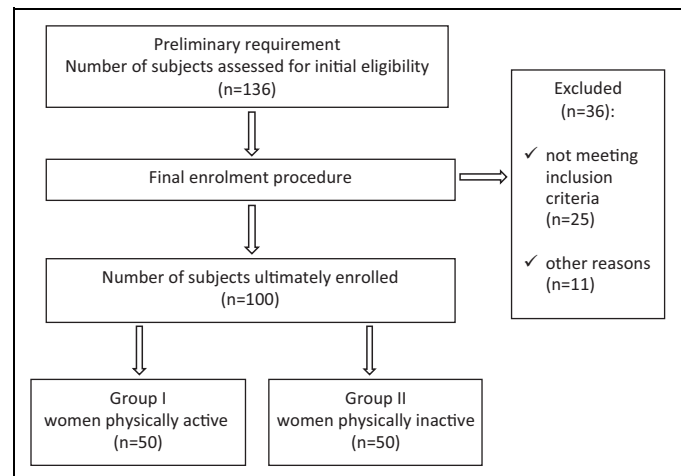 Preliminary requirement
Number of subjects assessed for initial eligibility
(n=136)
Final enrolment procedure
Excluded
(n=36):
✓ not meeting
inclusion
criteria
(n=25)
✓ other reasons
(n=11)
Number of subjects ultimately enrolled
(n=100)
Group I
women physically active
(n=50)
Group II
women physically inactive
(n=50)